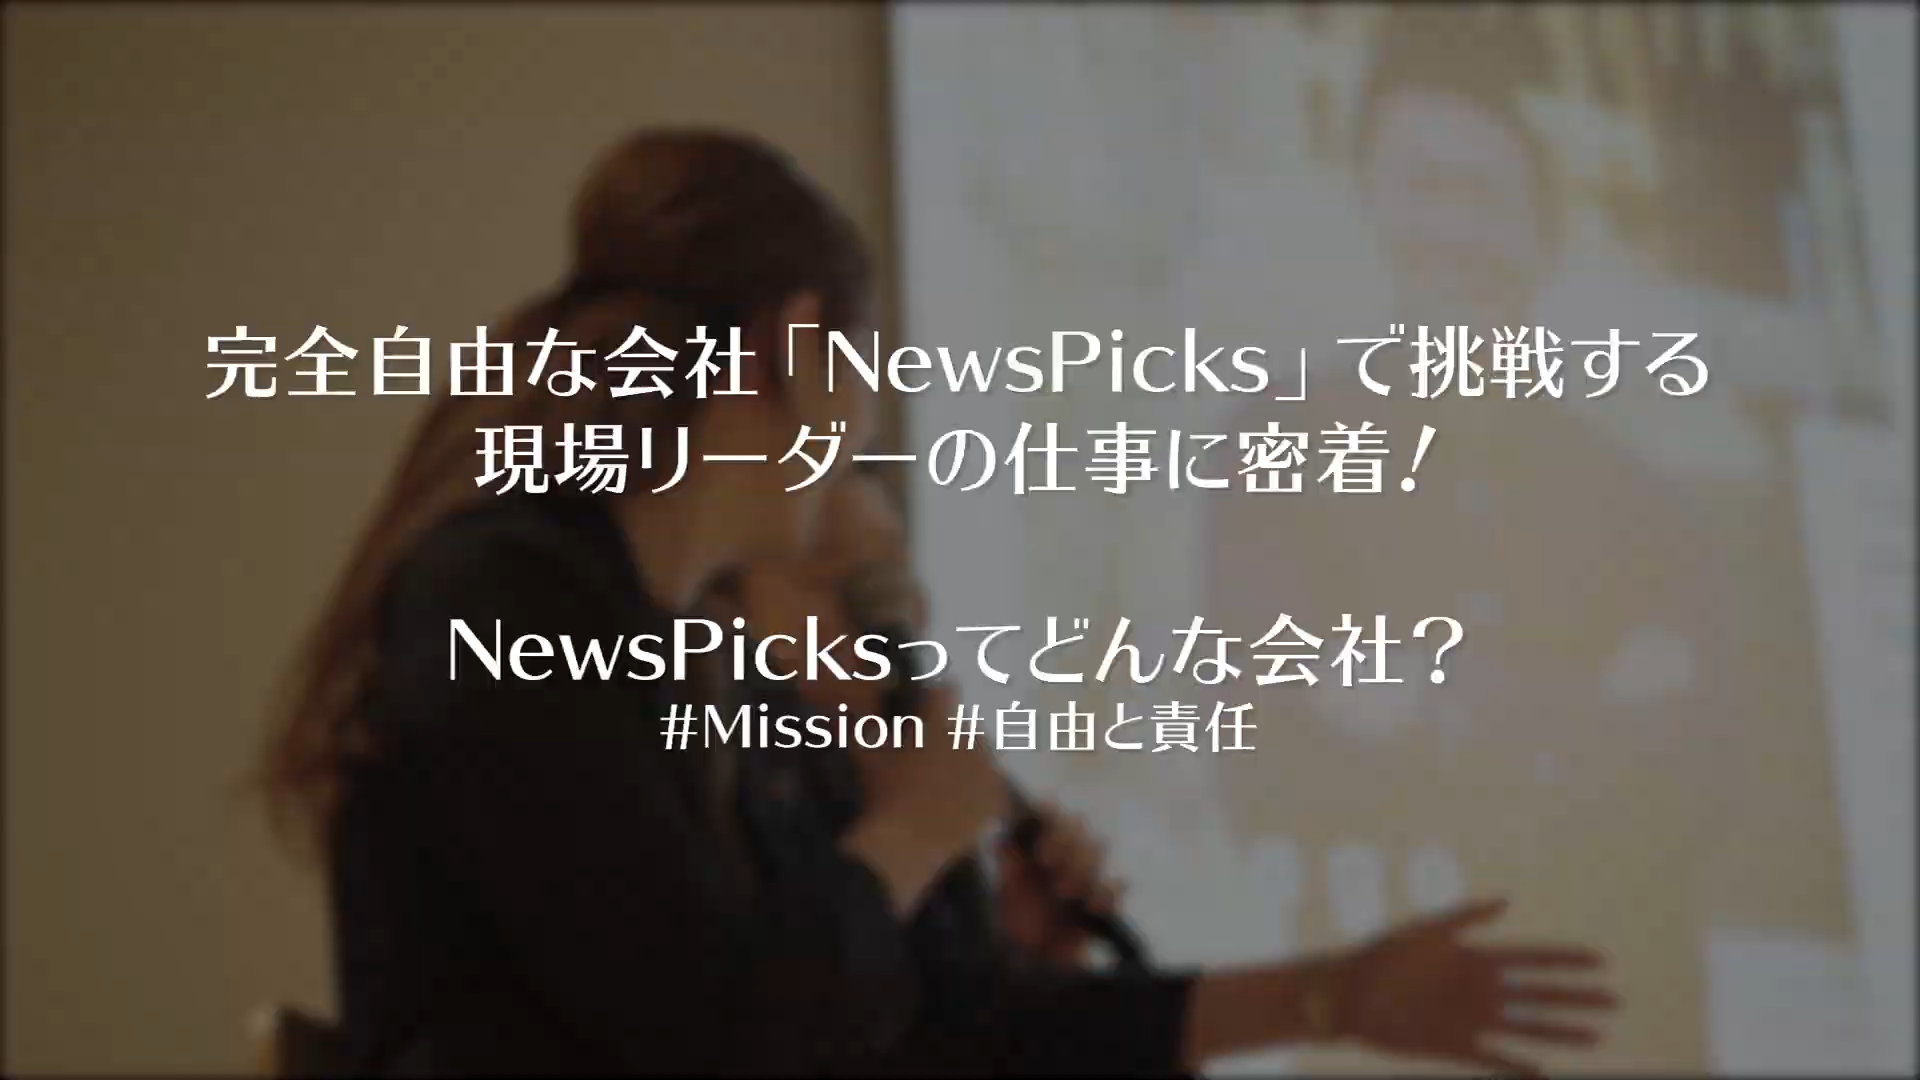 完全自由な会社「NewsPicks」で挑戦する
現場リーダーの仕事に密着！
NewsPicksってどんな会社？
#Mission #自由と責任